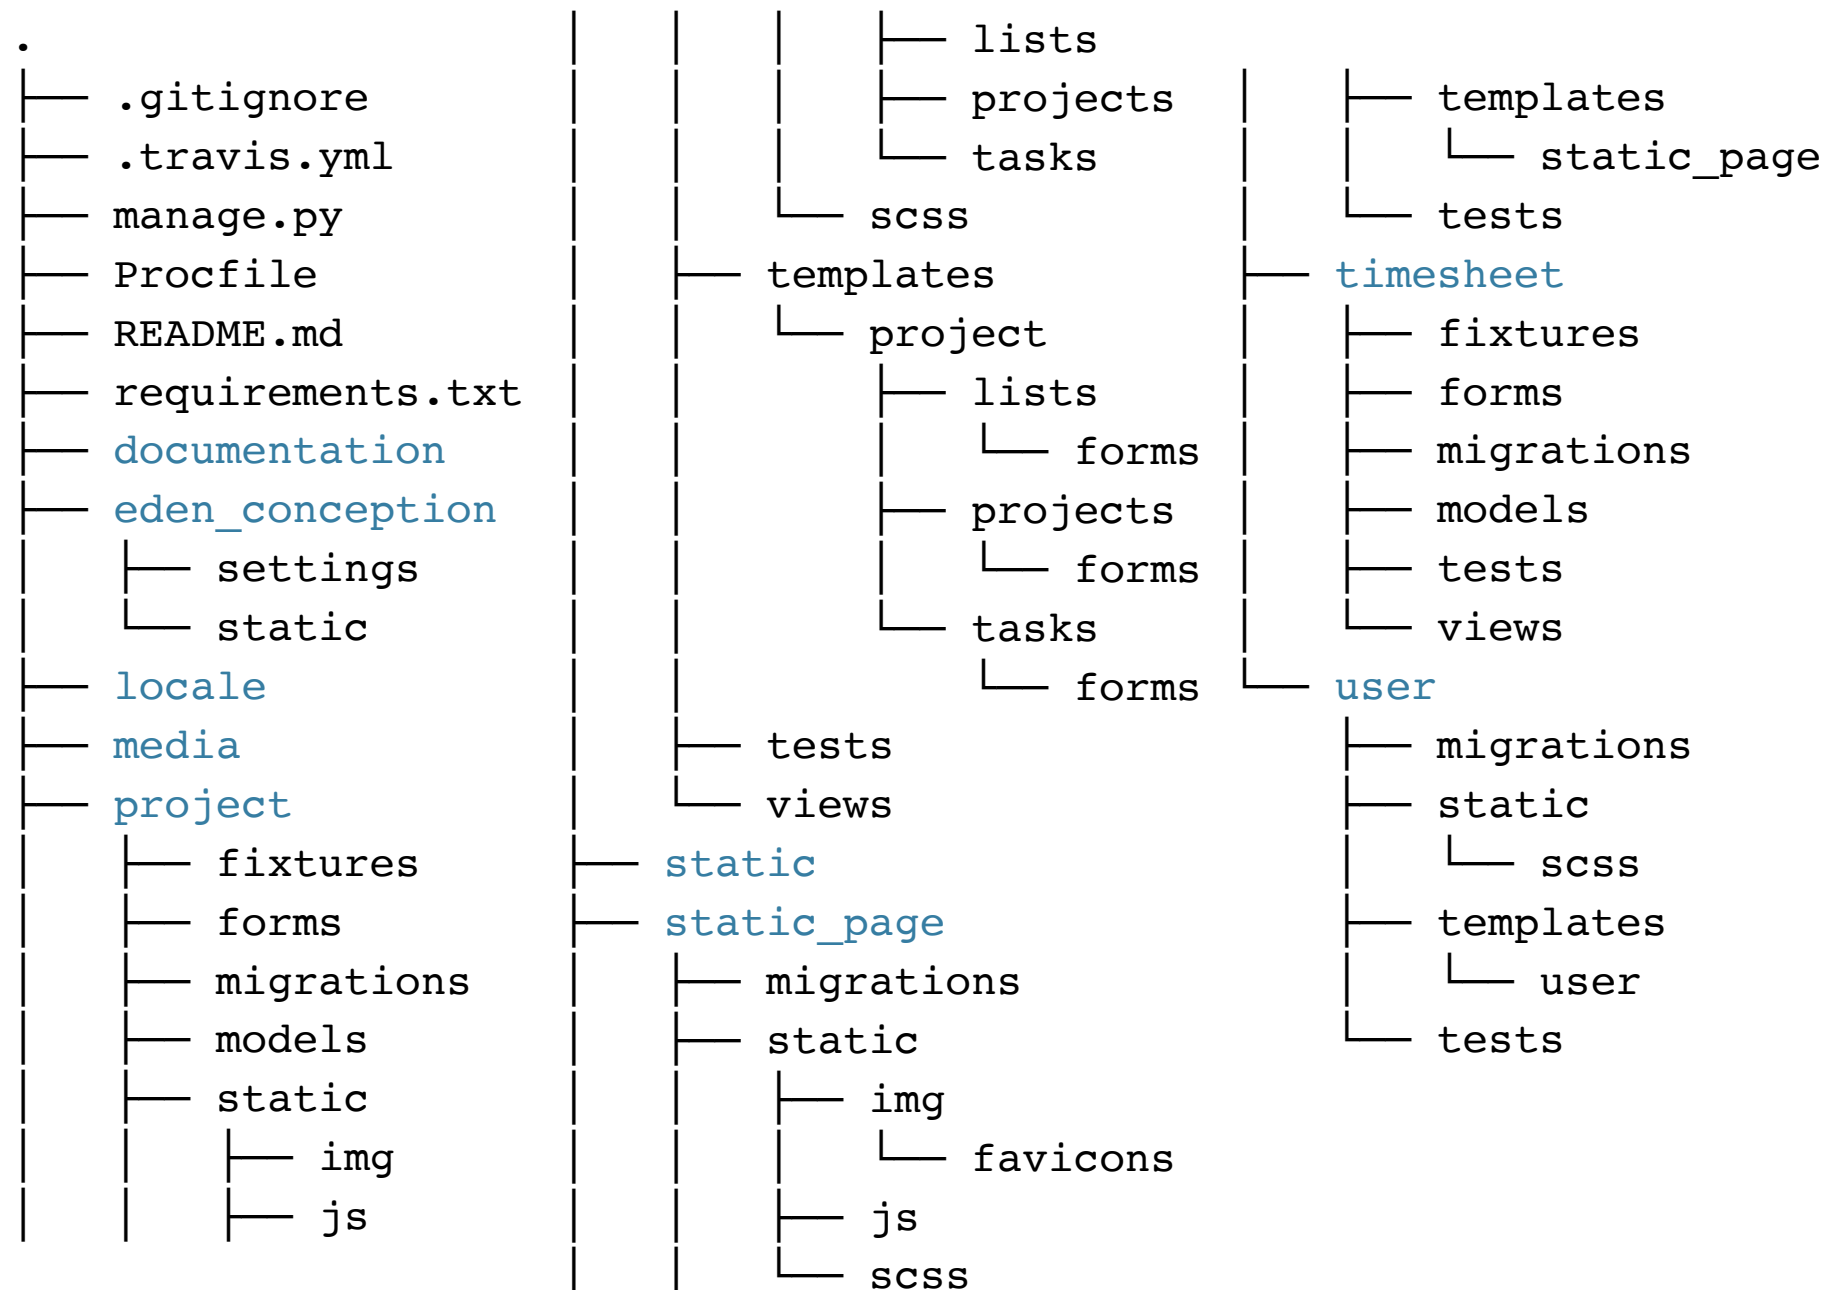 .
.gitignore
.travis.yml
manage.py
Procfile
README.md
requirements.txt
documentation
eden_conception
settings
static
locale
media
project
fixtures
forms
migrations
models
static
img
js
lists
projects
tasks
scss
templates
project
lists
forms
projects
forms
tasks
forms
tests
views
static
static_page
migrations
static
img
favicons
js
scss
templates
static_page
tests
timesheet
fixtures
forms
migrations
models
tests
views
user
migrations
static
scss
templates
user
tests